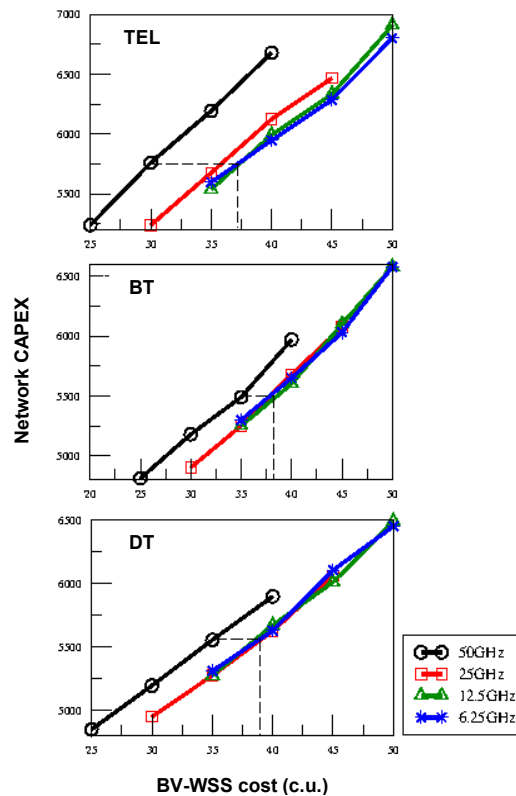 7000
TEL
6500
6000
5500
25 30 35 40 45 50
6500
BT
6000
5500
5000
20 25 30 35 40 45 50
6500
DT
6000
5500
5000
25 30 35 40 45 50
Network CAPEX
BV-WSS cost (c.u.)
50GHz
25GHz
12.5GHz
6.25GHz